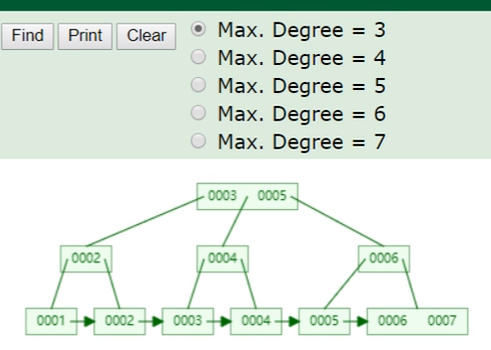 Find Print Clear
Max. Degree = 3
Max. Degree = 4
Max. Degree = 5
Max. Degree = 6
Max. Degree = 7
0003 0005
0002 0004 0006
0001 0002 0003 0004 0005 0006 0007